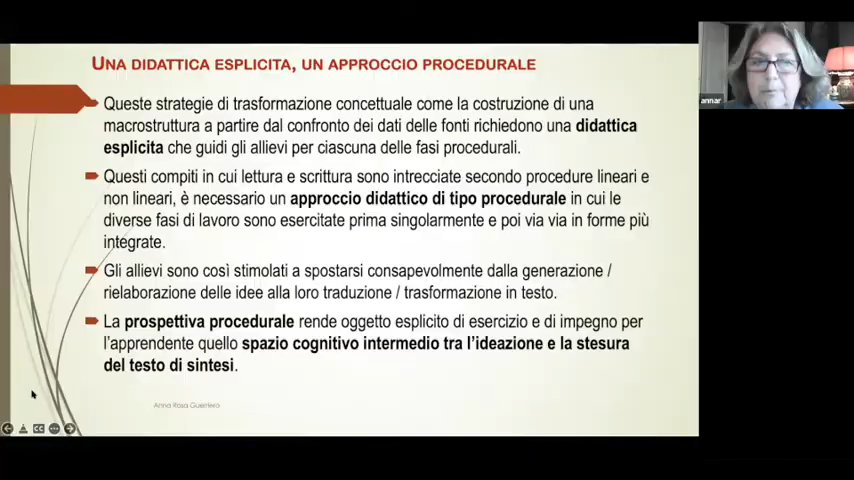 UNA DIDATTICA ESPLICITA, UN APPROCCIO PROCEDURALE
Queste strategie di trasformazione concettuale come la costruzione di una
macrostruttura a partire dal confronto dei dati delle fonti richiedono una didattica
esplicita che guidi gli allievi per ciascuna delle fasi procedurali.
Questi compiti in cui lettura e scrittura sono intrecciate secondo procedure lineari e
non lineari, è necessario un approccio didattico di tipo procedurale in cui le
diverse fasi di lavoro sono esercitate prima singolarmente e poi via via in forme più
integrate.
Gli allievi sono così stimolati a spostarsi consapevolmente dalla generazione /
rielaborazione delle idee alla loro traduzione / trasformazione in testo.
La prospettiva procedurale rende oggetto esplicito di esercizio e di impegno per
l'apprendente quello spazio cognitivo intermedio tra l'ideazione e la stesura
del testo di sintesi.
Anna Rosa Guerriero
annar